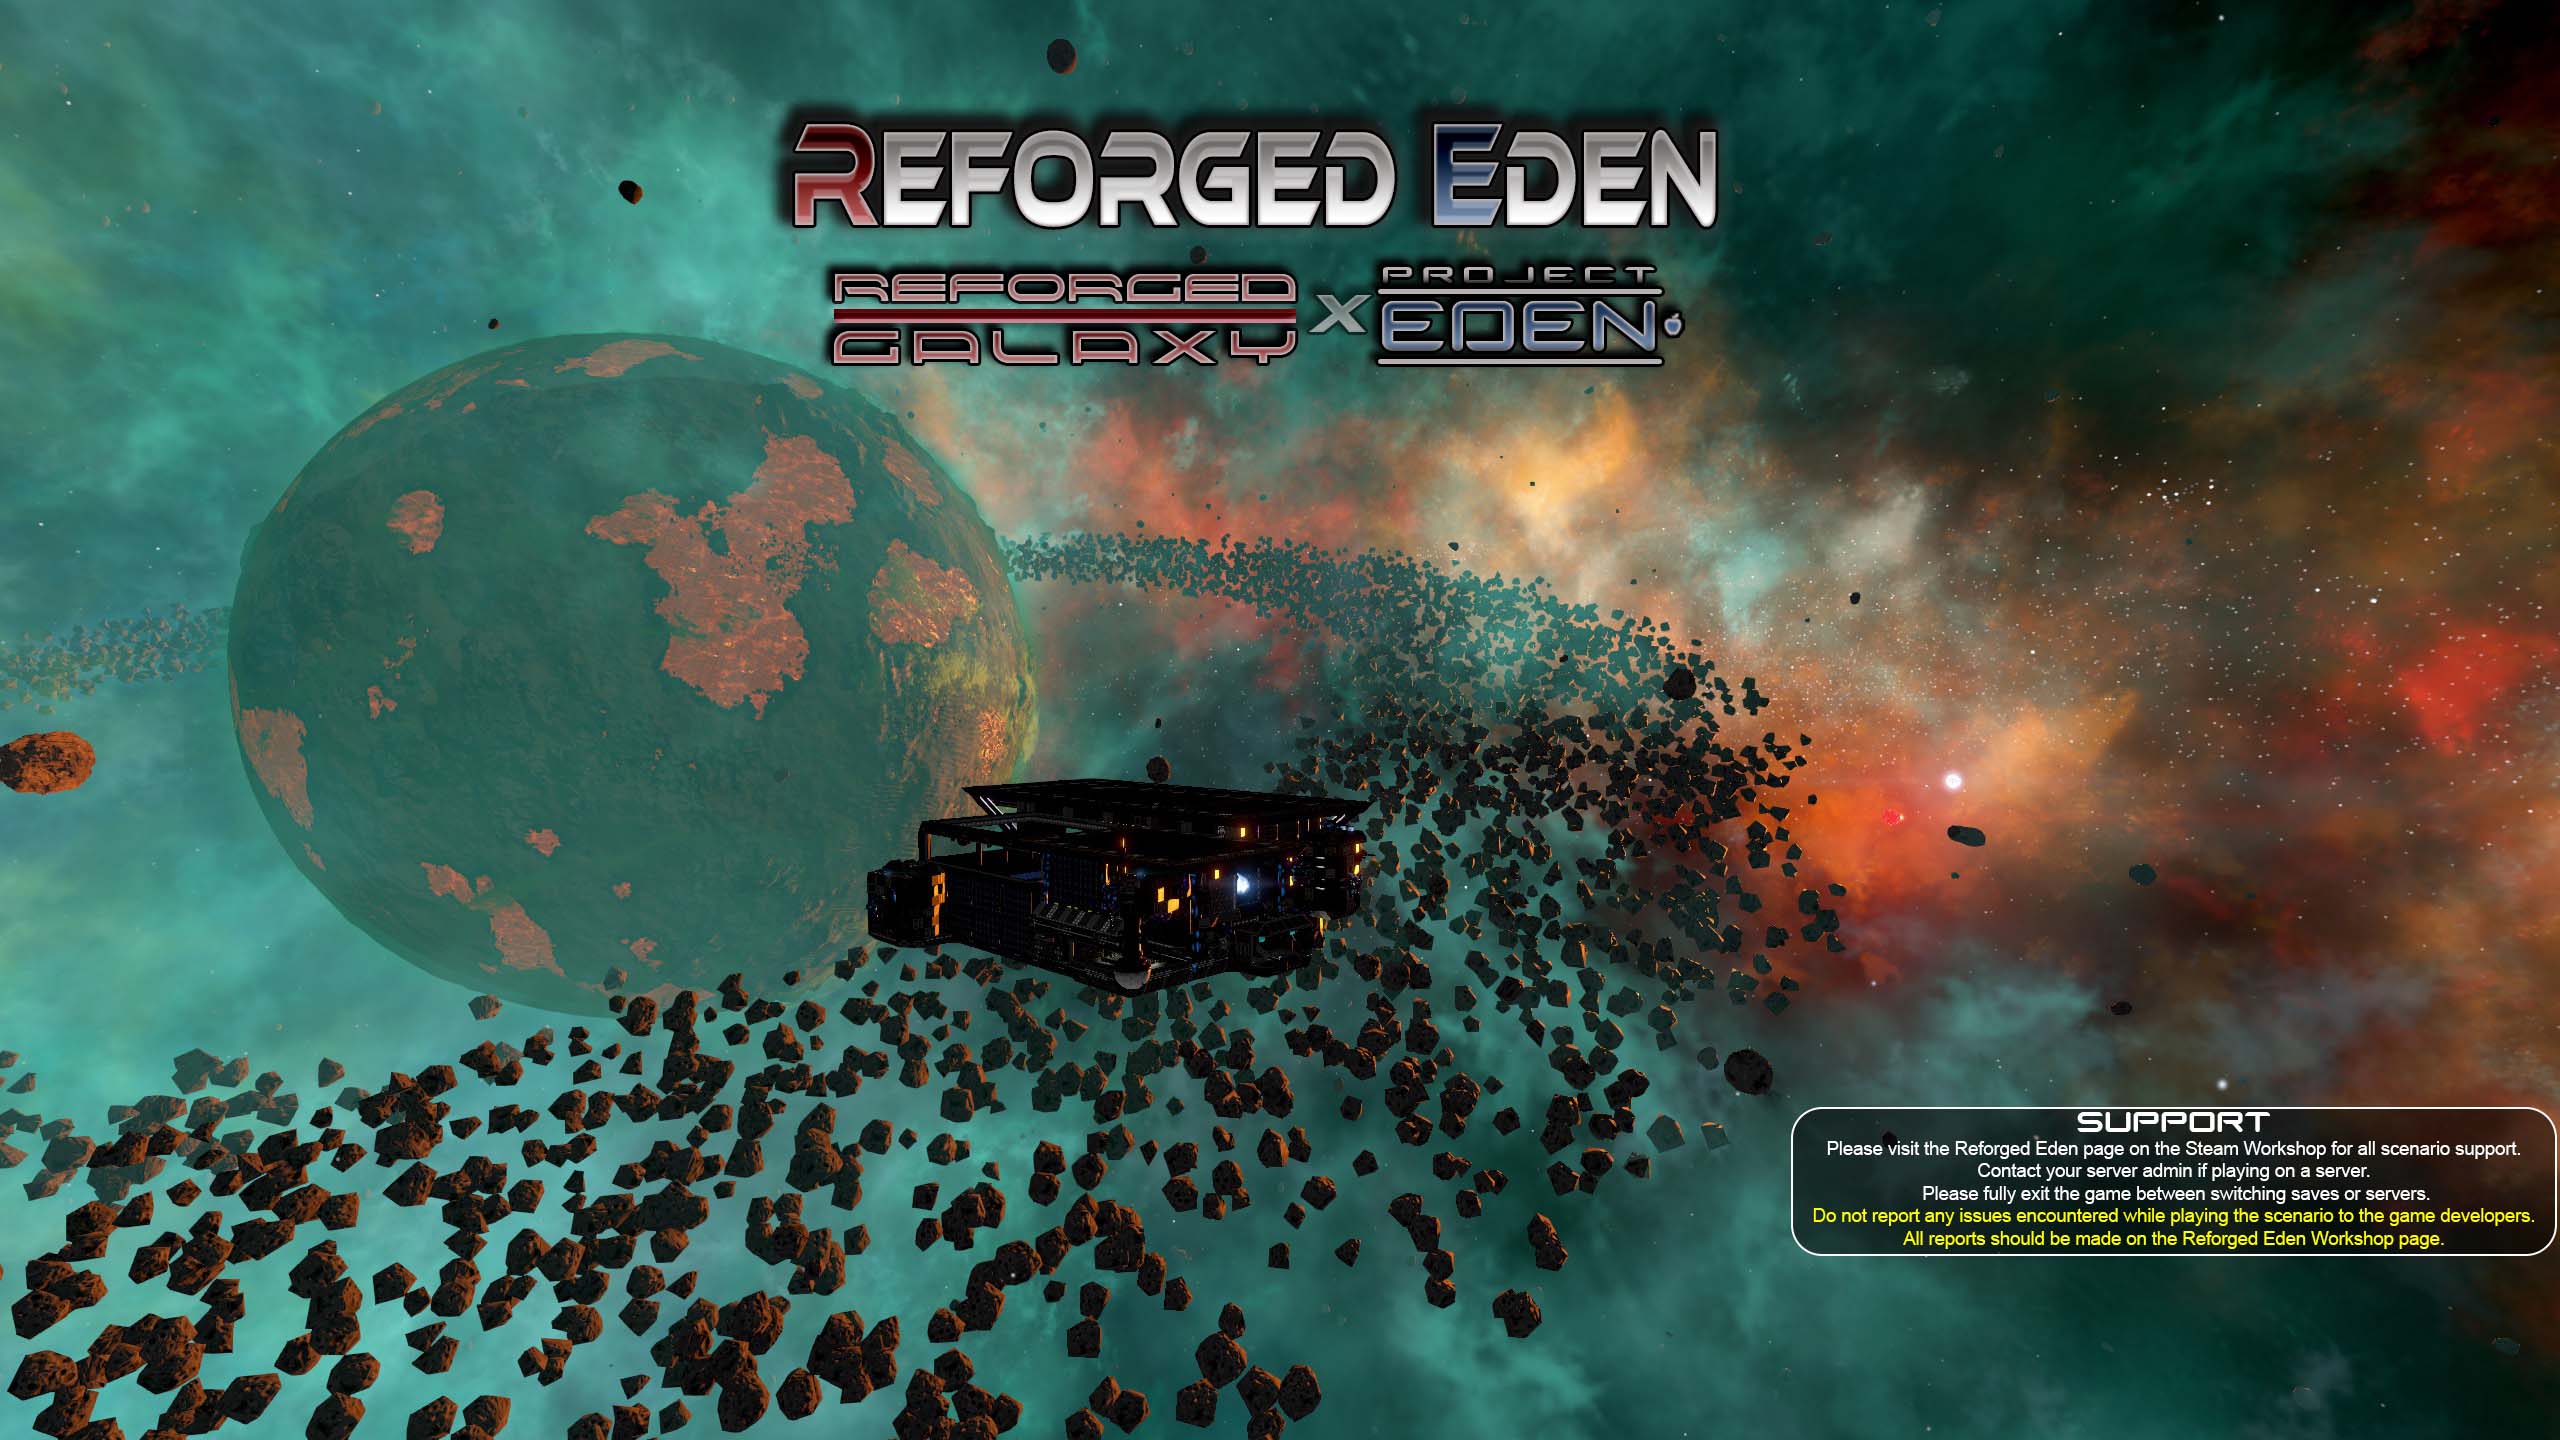 REFORGED EDEN
REFORGED
GALAXY
X
PROJECT
EDEN
SUPPORT
Please visit the Reforged Eden page on the Steam Workshop for all scenario support.
Contact your server admin if playing on a server.
Please fully exit the game between switching saves or servers.
Do not report any issues encountered while playing the scenario to the game developers.
All reports should be made on the Reforged Eden Workshop page.